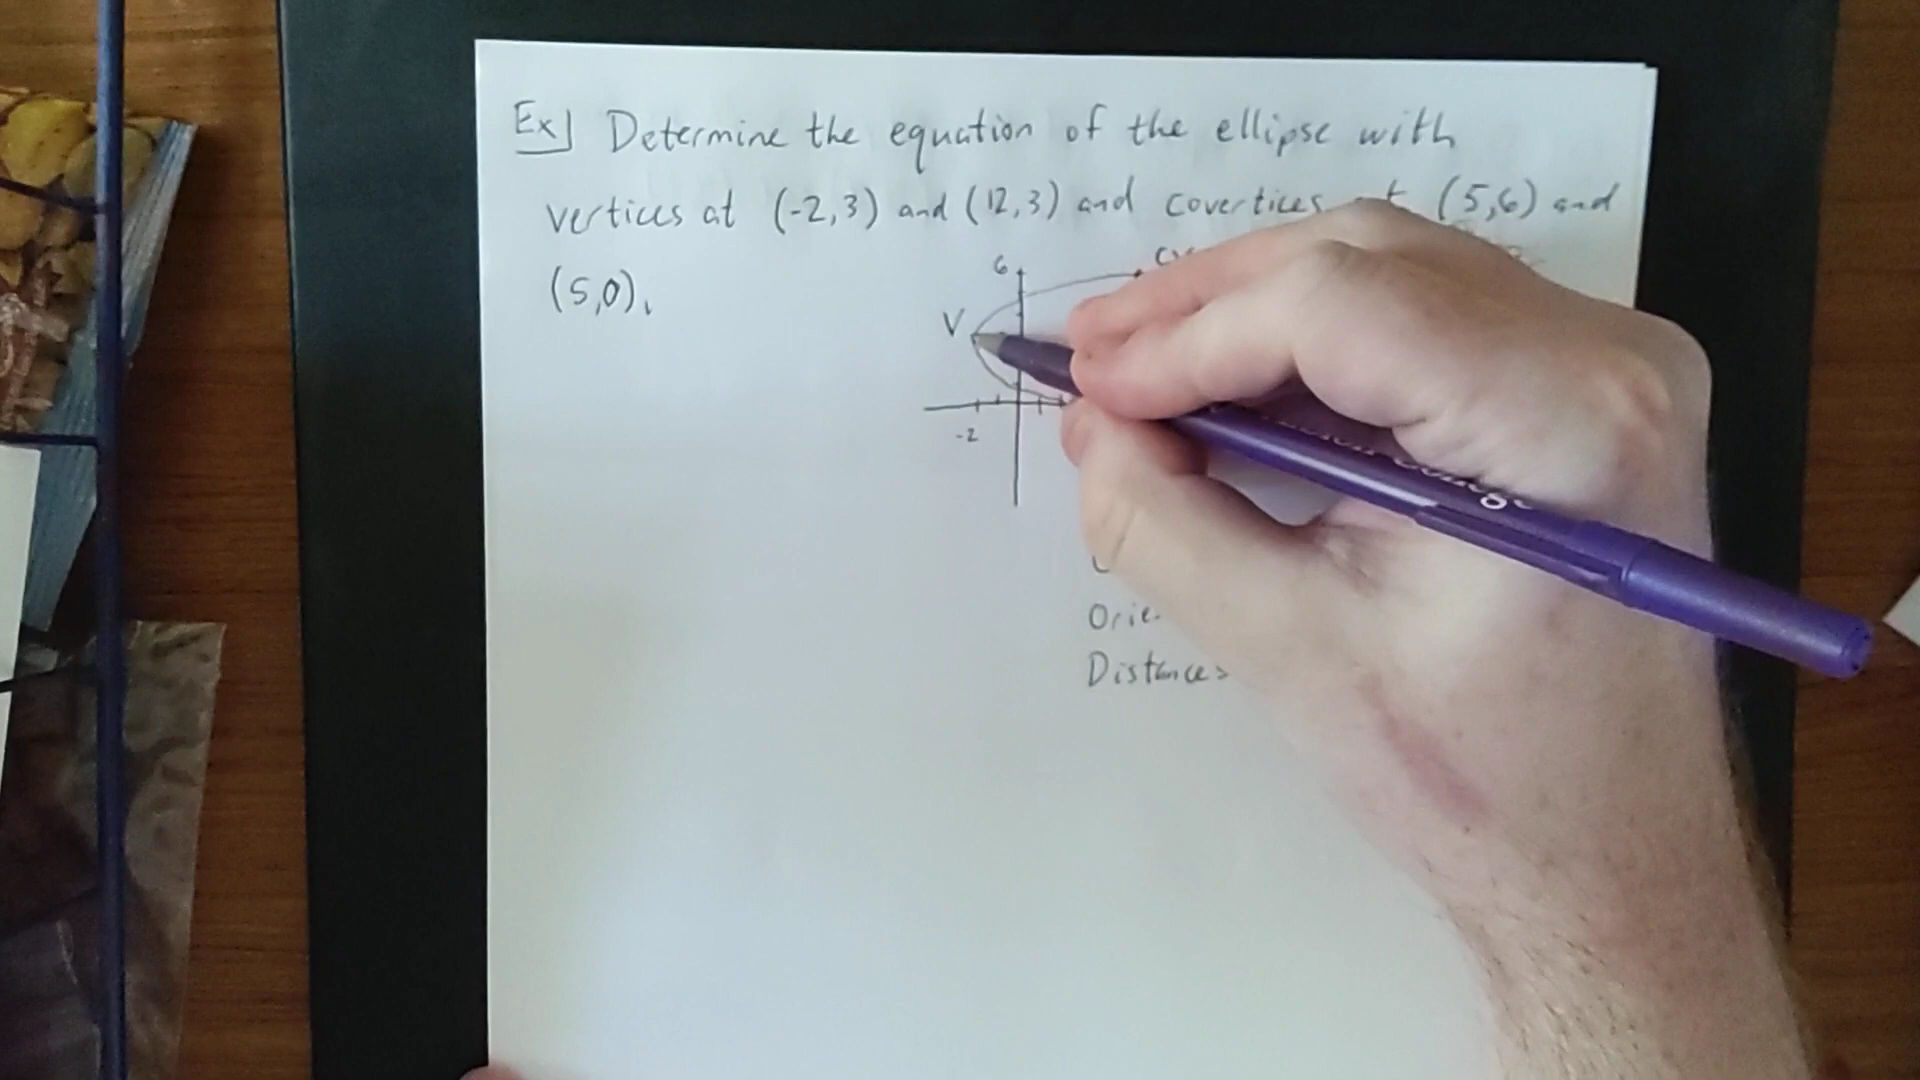 Ex] Determine the equation of the ellipse with
vertices at (-2,3) and (12,3) and covertices at (5,6) and
(5,0).
6
V
-2
Distances